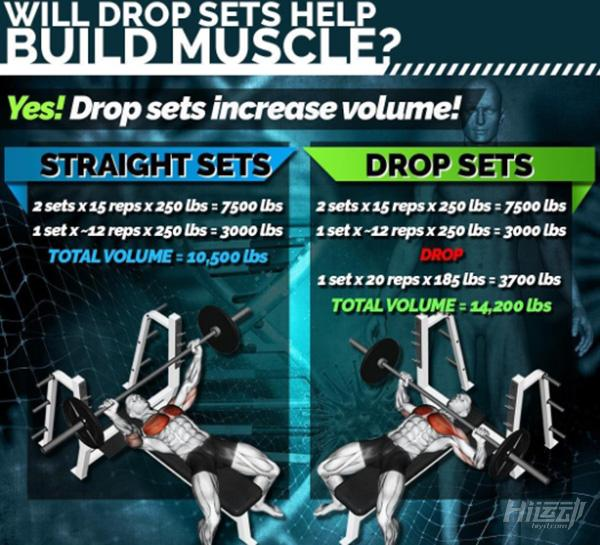 WILL DROP SETS HELP
BUILD MUSCLE?
Yes! Drop sets increase volume!
STRAIGHT SETS
2 sets x 15 reps x 250 lbs = 7500 lbs
1 set x ~12 reps x 250 lbs = 3000 lbs
TOTAL VOLUME = 10,500 lbs
DROP SETS
2 sets x 15 reps x 250 lbs = 7500 lbs
1 set x ~12 reps x 250 lbs = 3000 lbs
DROP
1 set x 20 reps x 185 lbs = 3700 lbs
TOTAL VOLUME = 14,200 lbs
Hi运动!
hiyd.com